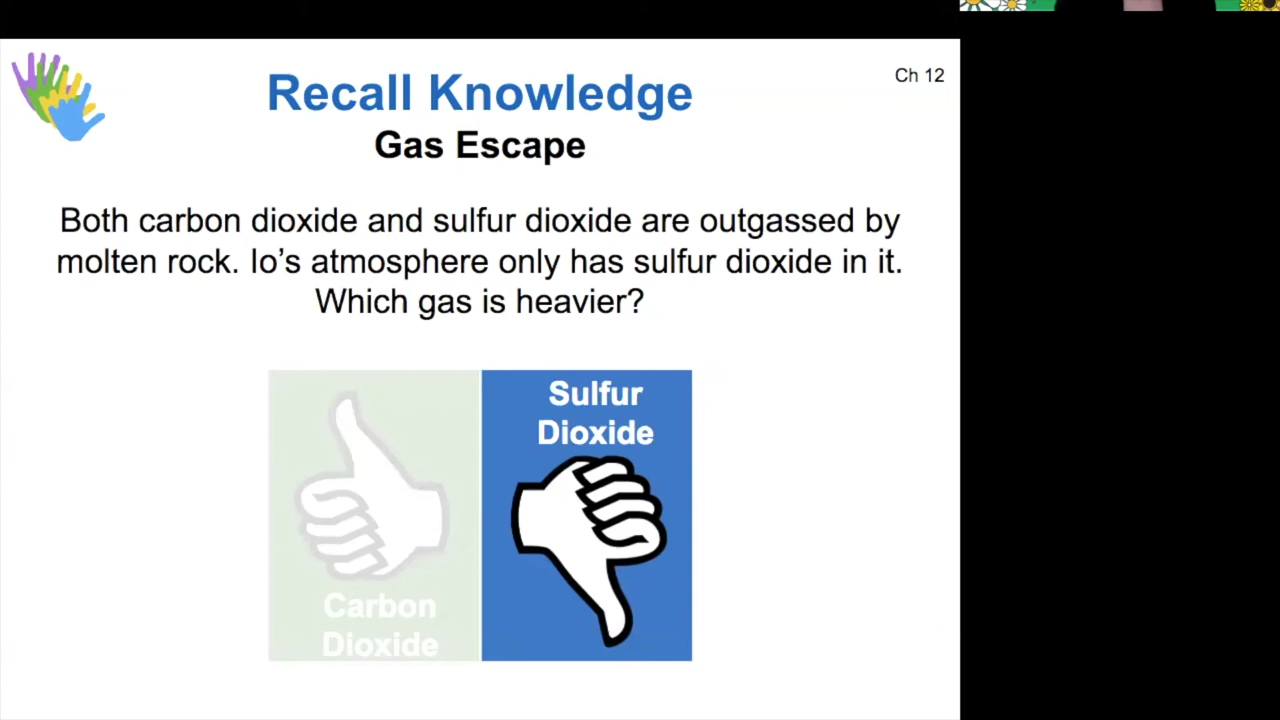 Ch 12
Recall Knowledge
Gas Escape
Both carbon dioxide and sulfur dioxide are outgassed by
molten rock. Io’s atmosphere only has sulfur dioxide in it.
Which gas is heavier?
Sulfur
Dioxide
Carbon
Dioxide